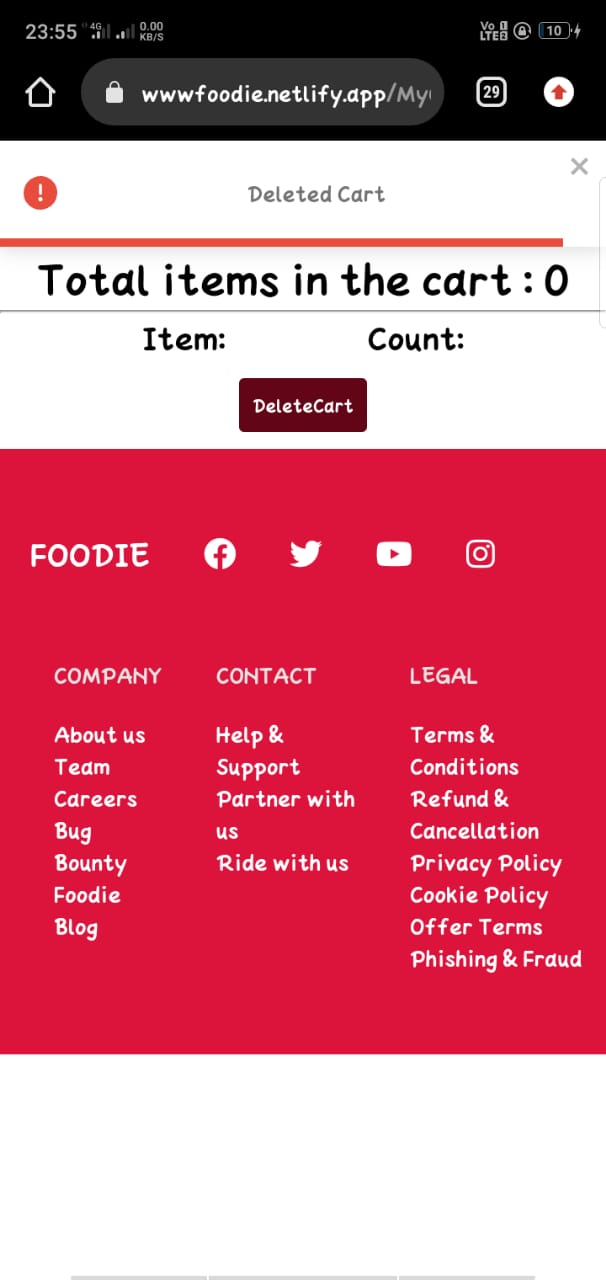 23:55 4G 0.00 KB/S Vo 1 LTE2 10
wwwfoodie.netlify.app/My 29
Deleted Cart
Total items in the cart : 0
Item: Count:
DeleteCart
FOODIE
COMPANY
About us
Team
Careers
Bug
Bounty
Foodie
Blog
CONTACT
Help &
Support
Partner with
us
Ride with us
LEGAL
Terms &
Conditions
Refund &
Cancellation
Privacy Policy
Cookie Policy
Offer Terms
Phishing & Fraud